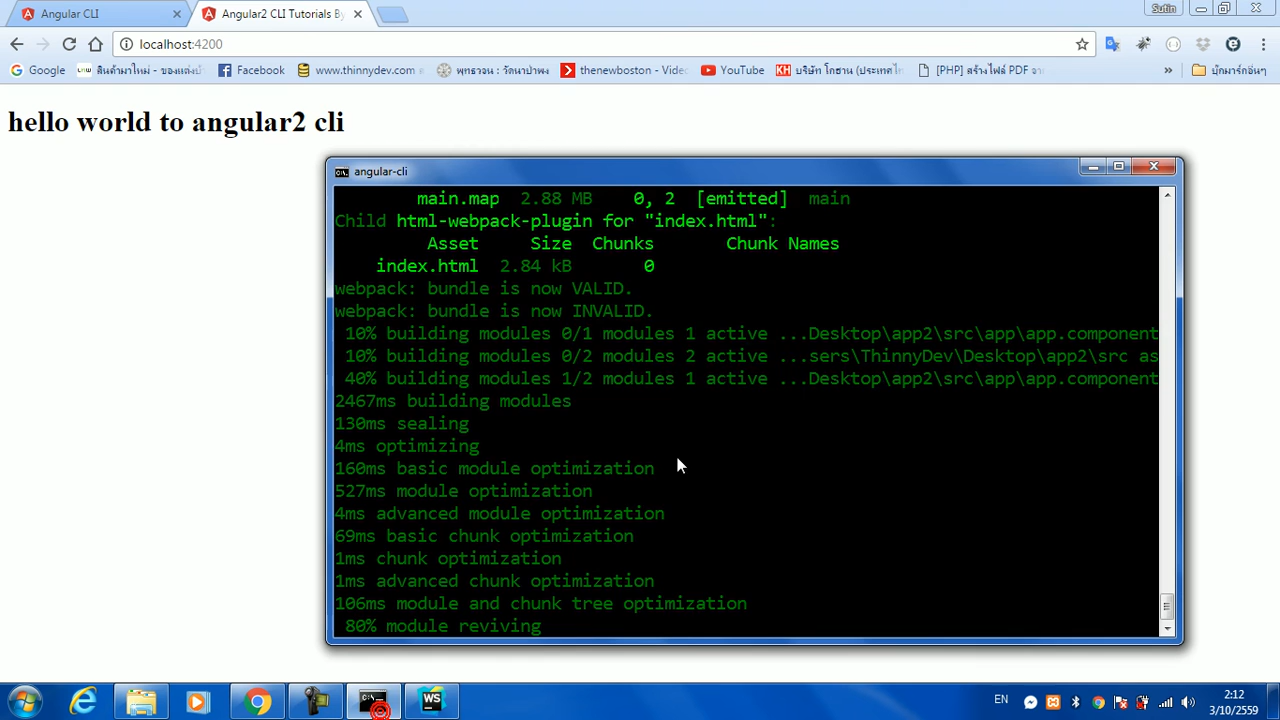 Angular CLI
Angular2 CLI Tutorials By
Sutin
localhost:4200
Google
สินค้ามาใหม่ - ของแต่งบ้
Facebook
www.thinnydev.com
พุทธวจน : วัดนาป่าพง
thenewboston - Video
YouTube
KH บริษัท โกฮาน (ประเทศไ
[PHP] สร้างไฟล์ PDF จา
»
บุ๊กมาร์กอื่นๆ
hello world to angular2 cli
angular-cli
main.map 2.88 MB 0, 2 [emitted] main
Child html-webpack-plugin for "index.html":
Asset Size Chunks Chunk Names
index.html 2.84 kB 0
webpack: bundle is now VALID.
webpack: bundle is now INVALID.
10% building modules 0/1 modules 1 active ...Desktop\app2\src\app\app.component
10% building modules 0/2 modules 2 active ...sers\ThinnyDev\Desktop\app2\src as
40% building modules 1/2 modules 1 active ...Desktop\app2\src\app\app.component
2467ms building modules
130ms sealing
4ms optimizing
160ms basic module optimization
527ms module optimization
4ms advanced module optimization
69ms basic chunk optimization
1ms chunk optimization
1ms advanced chunk optimization
106ms module and chunk tree optimization
80% module reviving
WS
EN
2:12
3/10/2559